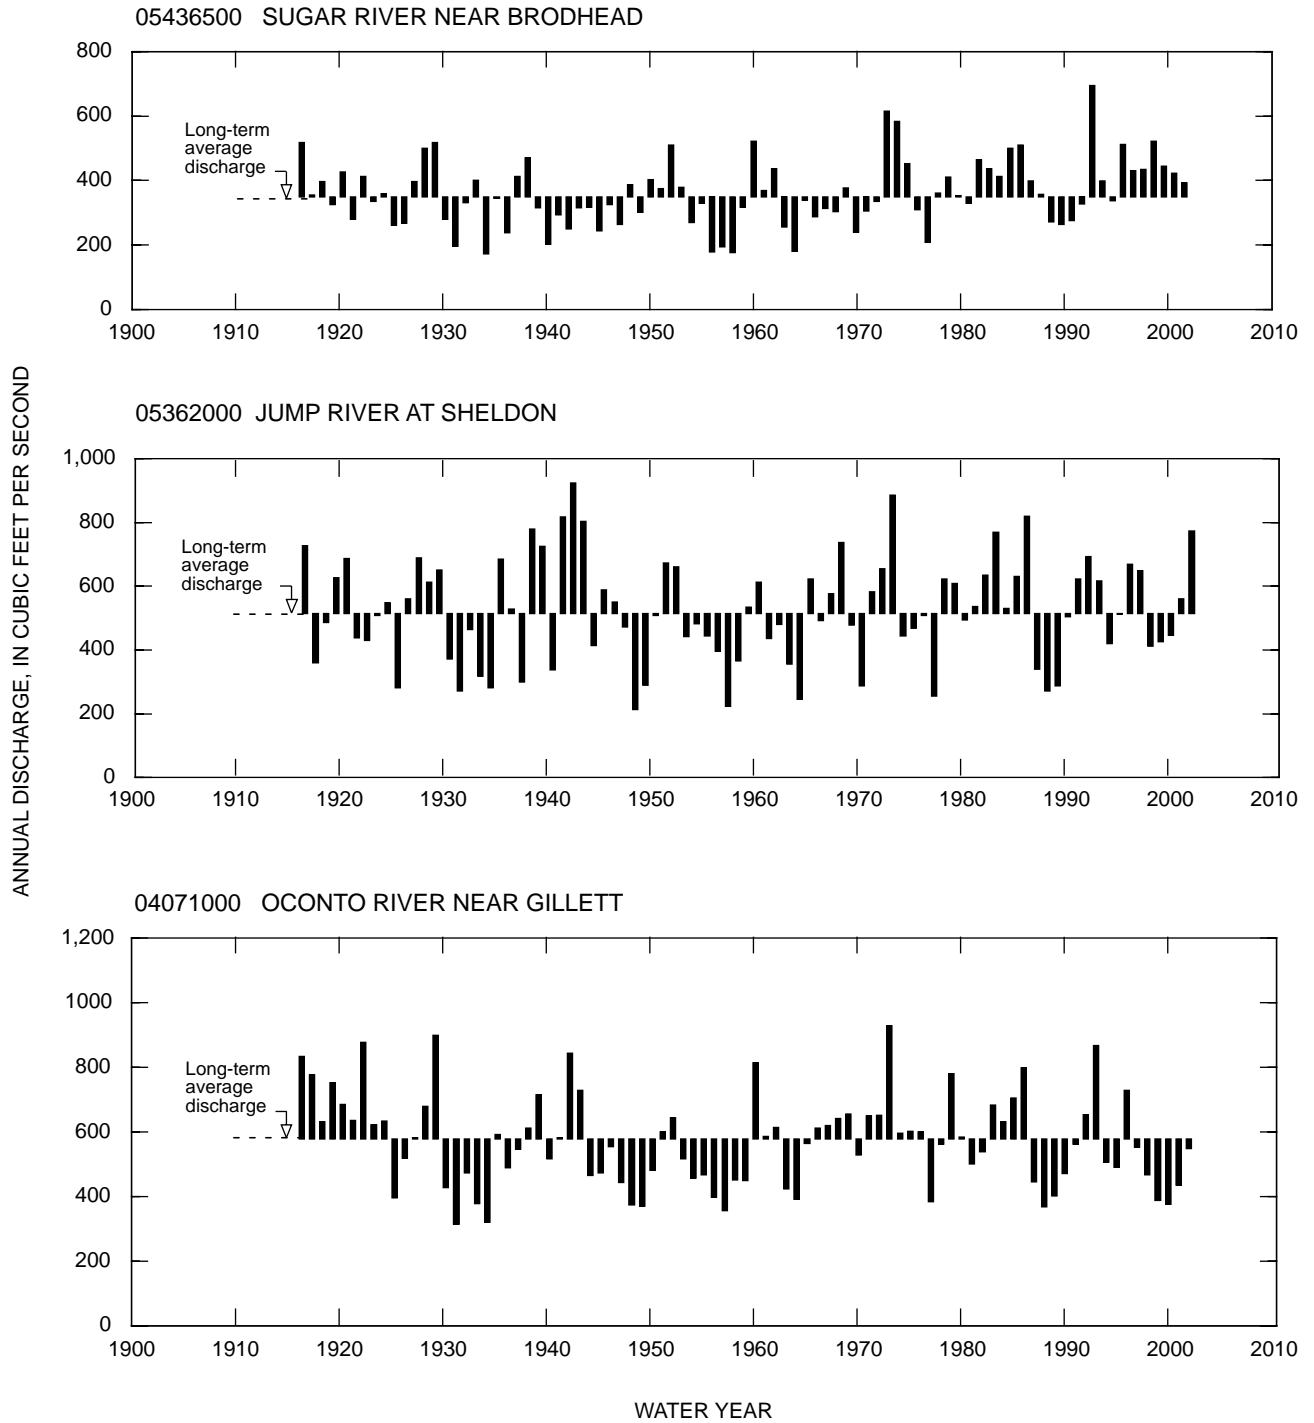 05436500 SUGAR RIVER NEAR BRODHEAD
800
600
400
200
0
Long-term
average
discharge
1900 1910 1920 1930 1940 1950 1960 1970 1980 1990 2000 2010
ANNUAL DISCHARGE, IN CUBIC FEET PER SECOND
05362000 JUMP RIVER AT SHELDON
1,000
800
600
400
200
0
Long-term
average
discharge
1900 1910 1920 1930 1940 1950 1960 1970 1980 1990 2000 2010
04071000 OCONTO RIVER NEAR GILLETT
1,200
1000
800
600
400
200
0
Long-term
average
discharge
1900 1910 1920 1930 1940 1950 1960 1970 1980 1990 2000 2010
WATER YEAR